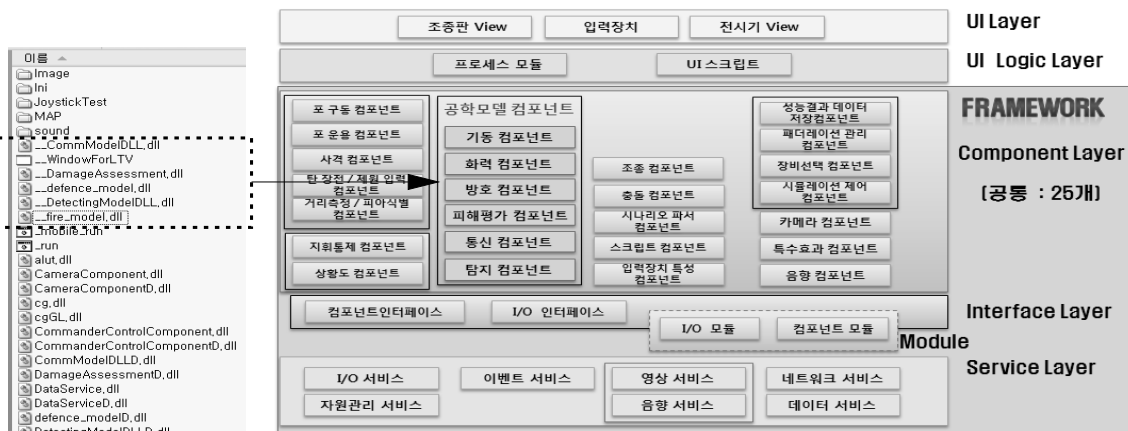 이름
Image
Ini
JoystickTest
MAP
sound
__CommModelDLL.dll
__WindowForLTV
__DamageAssessment.dll
__defence_model.dll
__DetectingModelDLL.dll
__fire_model.dll
_mobile_run
_run
alut.dll
CameraComponent.dll
CameraComponentD.dll
cg.dll
cgGL.dll
CommanderControlComponent.dll
CommanderControlComponentD.dll
CommModelDLLD.dll
DamageAssessmentD.dll
DataService.dll
DataServiceD.dll
defence_modelD.dll
DetectingModelDLLD.dll
조종판 View
입력장치
전시기 View
UI Layer
프로세스 모듈
UI 스크립트
UI Logic Layer
FRAMEWORK
Component Layer
(공통 : 25개)
포 구동 컴포넌트
포 운용 컴포넌트
사격 컴포넌트
탄 장전 / 제원 입력
컴포넌트
거리측정 / 피아식별
컴포넌트
지휘통제 컴포넌트
상황도 컴포넌트
공학모델 컴포넌트
기동 컴포넌트
화력 컴포넌트
방호 컴포넌트
피해평가 컴포넌트
통신 컴포넌트
탐지 컴포넌트
조종 컴포넌트
충돌 컴포넌트
시나리오 파서
컴포넌트
스크립트 컴포넌트
입력장치 특성
컴포넌트
성능결과 데이터
저장컴포넌트
패더레이션 관리
컴포넌트
장비선택 컴포넌트
시뮬레이션 제어
컴포넌트
카메라 컴포넌트
특수효과 컴포넌트
음향 컴포넌트
컴포넌트인터페이스
I/O 인터페이스
Interface Layer
I/O 모듈
컴포넌트 모듈
Module
Service Layer
I/O 서비스
이벤트 서비스
영상 서비스
네트워크 서비스
자원관리 서비스
음향 서비스
데이터 서비스